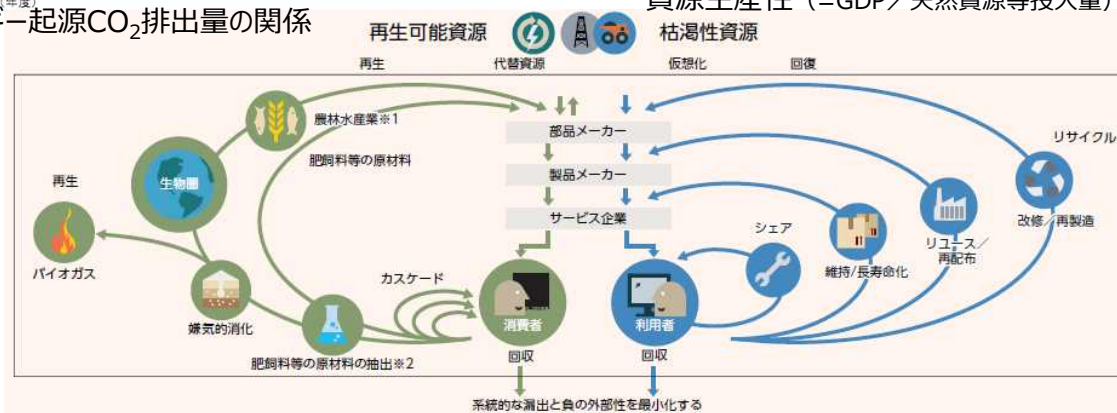 (年度)
ー起源CO2排出量の関係
資源生産性（=GDP／天然資源等投入量）
再生可能資源
枯渇性資源
再生
代替資源
仮想化
回復
農林水産業※1
部品メーカー
リサイクル
肥飼料等の原材料
生物圏
再生
製品メーカー
サービス企業
シェア
改修／再製造
リユース／
再配布
バイオガス
カスケード
維持/長寿命化
嫌気的消化
消費者
利用者
肥飼料等の原材料の抽出※2
回収
回収
系統的な漏出と負の外部性を最小化する